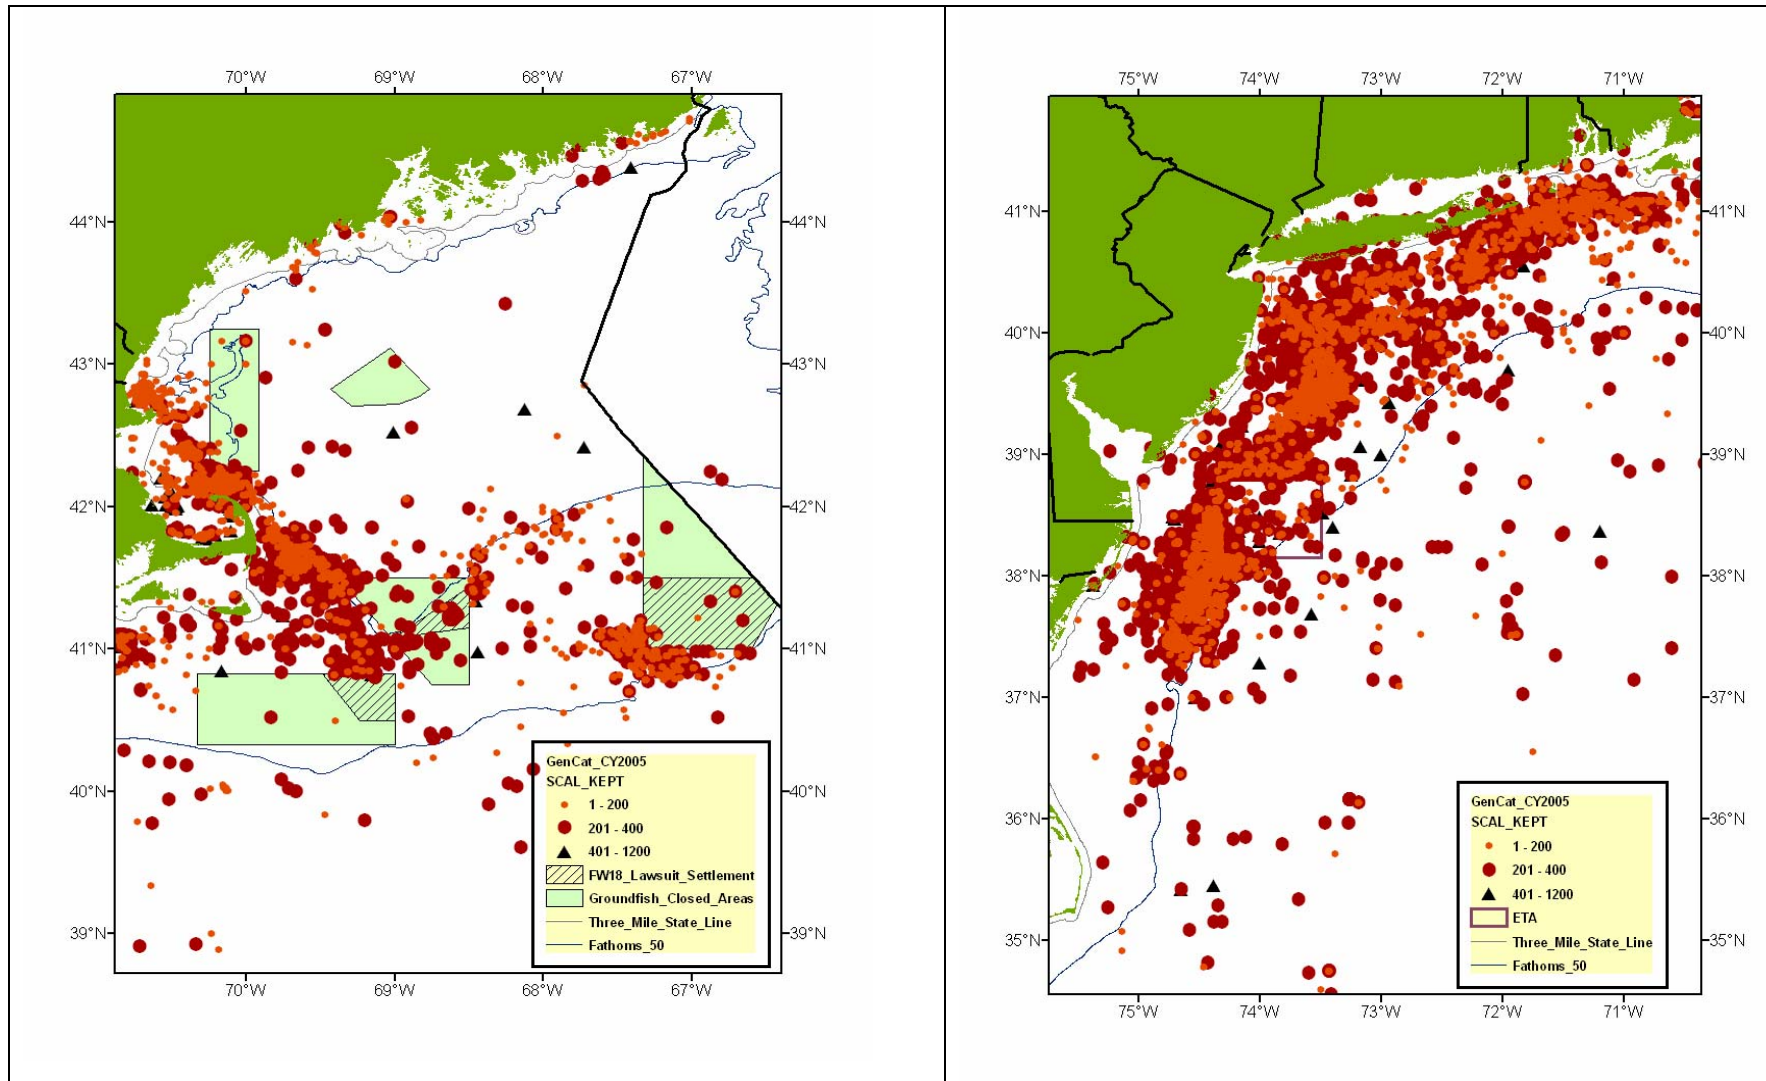 70°W 69°W 68°W 67°W
44°N 44°N
43°N 43°N
42°N 42°N
41°N 41°N
40°N 40°N
39°N 39°N
70°W 69°W 68°W 67°W
GenCat_CY2005
SCAL_KEPT
1 - 200
201 - 400
401 - 1200
FW18_Lawsuit_Settlement
Groundfish_Closed_Areas
Three_Mile_State_Line
Fathoms_50
75°W 74°W 73°W 72°W 71°W
41°N 41°N
40°N 40°N
39°N 39°N
38°N 38°N
37°N 37°N
36°N 36°N
35°N 35°N
75°W 74°W 73°W 72°W 71°W
GenCat_CY2005
SCAL_KEPT
1 - 200
201 - 400
401 - 1200
ETA
Three_Mile_State_Line
Fathoms_50